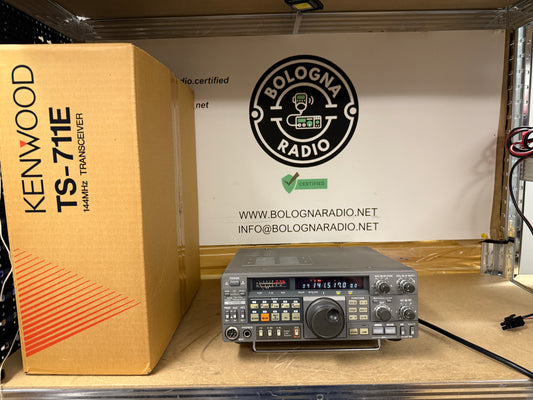 KENWOOD
TS-711E
144MHz TRANSCEIVER
dio.certified
.net
BOLOGNA
RADIO
CERTIFIED
WWW.BOLOGNARADIO.NET
INFO@BOLOGNARADIO.NET